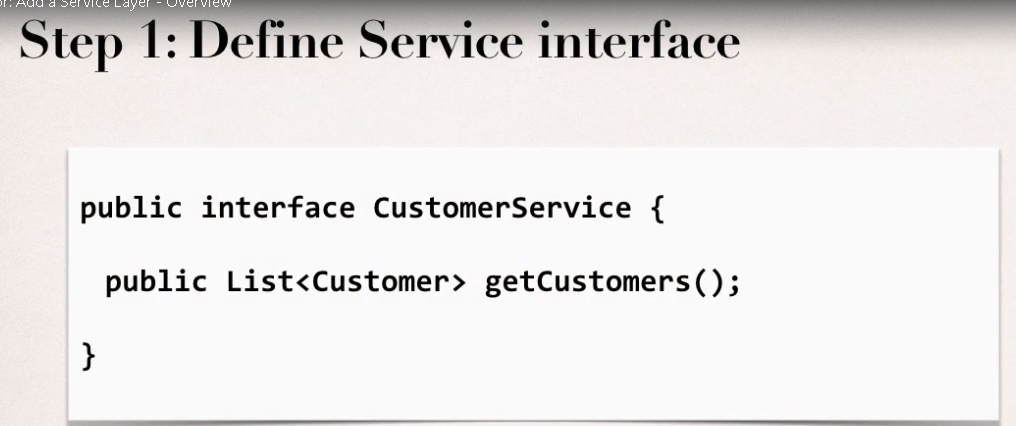 r: Add a Service Layer - Overview
Step 1: Define Service interface
public interface CustomerService {
public List<Customer> getCustomers();
}